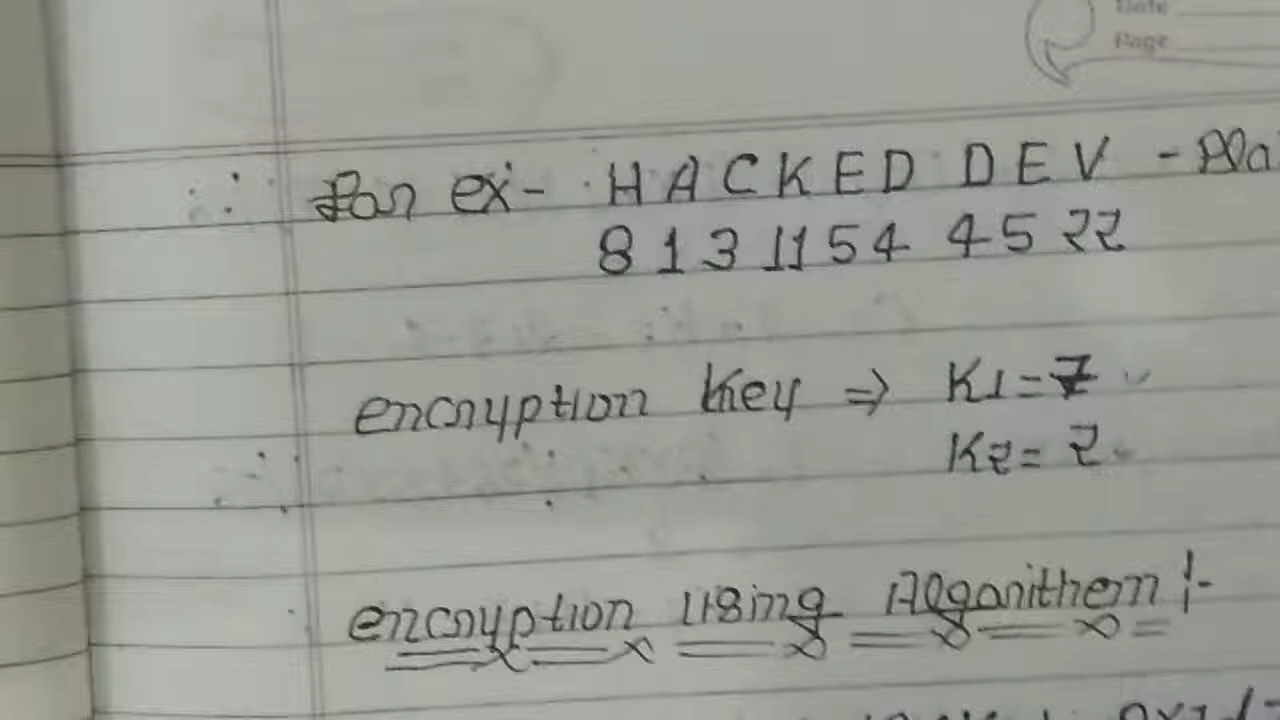 Date
Page
∴ For ex- HACKED DEV - Pla
8 1 3 11 5 4 4 5 22
encryption key ⇒ K1=7
K2= 2
encryption using Algorithem :-